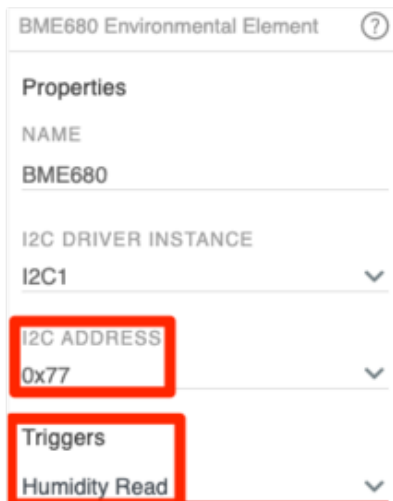 BME680 Environmental Element ?
Properties
NAME
BME680
I2C DRIVER INSTANCE
I2C1
I2C ADDRESS
0x77
Triggers
Humidity Read